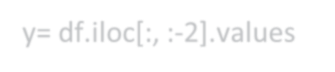 y= df.iloc[:, :-2].values